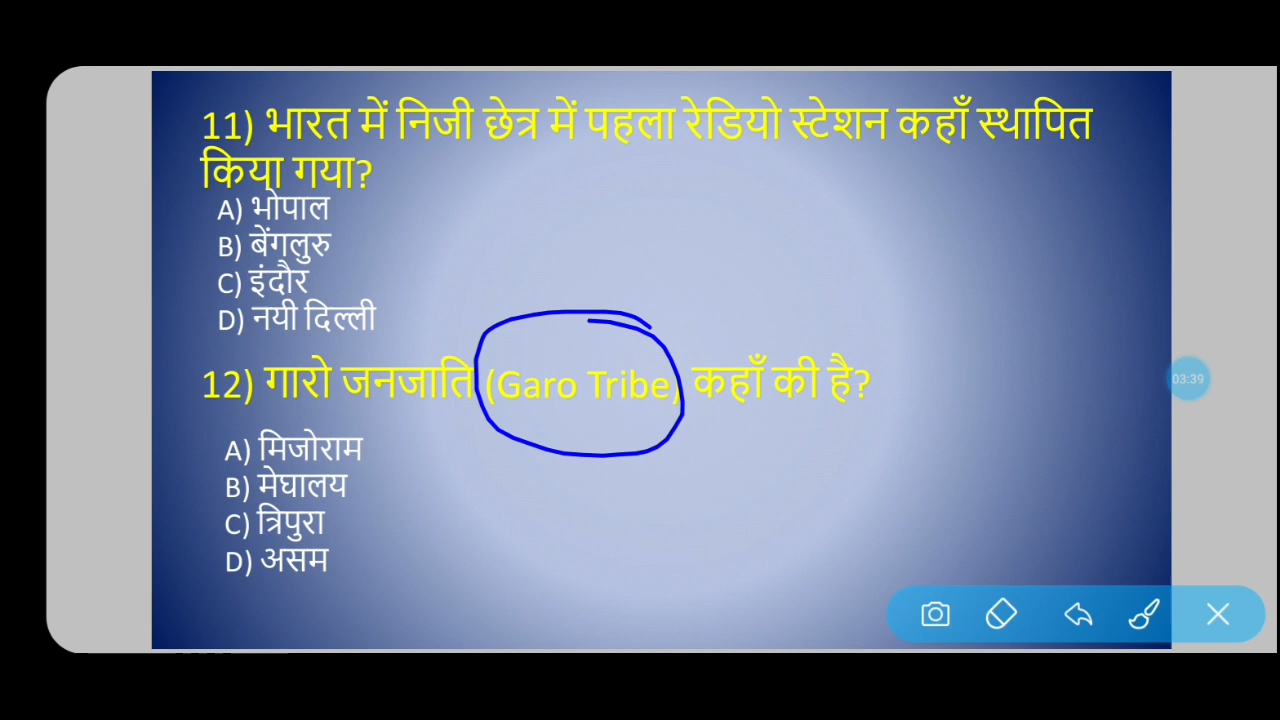 11) भारत में निजी छेत्र में पहला रेडियो स्टेशन कहाँ स्थापित
किया गया?
A) भोपाल
B) बेंगलुरु
C) इंदौर
D) नयी दिल्ली
12) गारो जनजाति (Garo Tribe) कहाँ की है?
03:39
A) मिजोराम
B) मेघालय
C) त्रिपुरा
D) असम